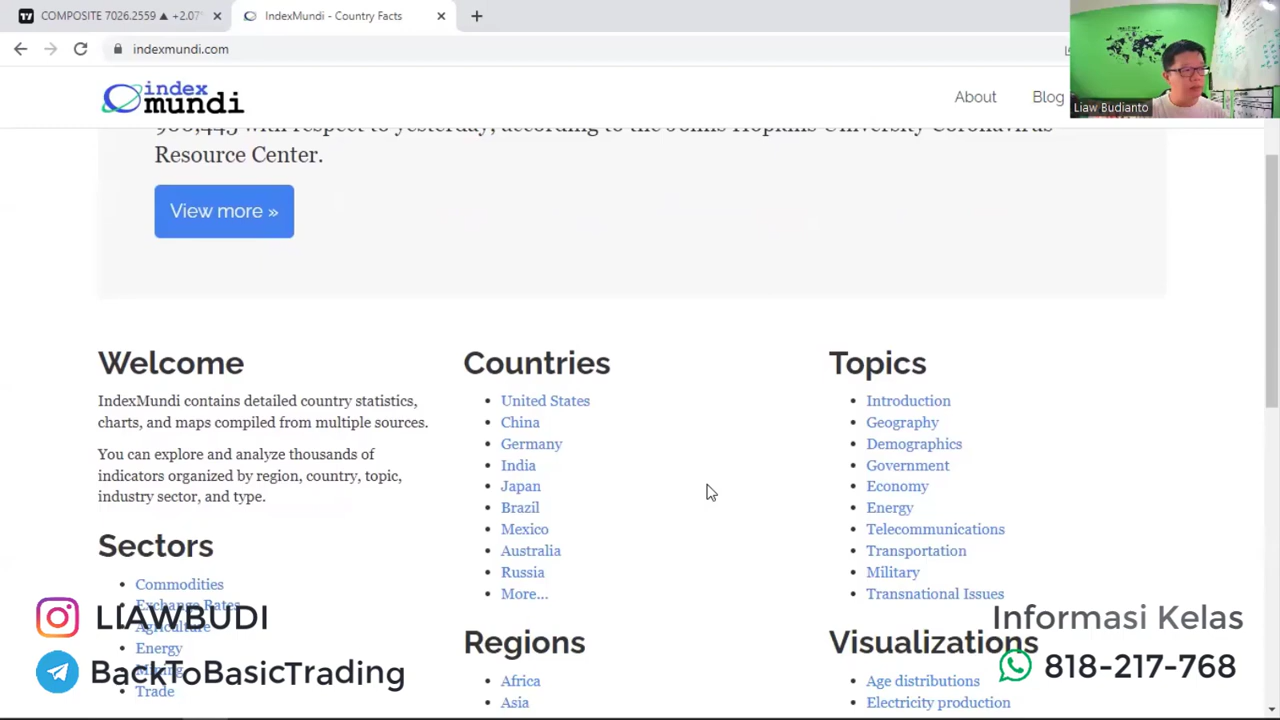 COMPOSITE 7026.2559 ▲ +2.07
IndexMundi - Country Facts
indexmundi.com
index
mundi
About
Blog
Liaw Budianto
with respect to yesterday, according to the Johns Hopkins University Coronavirus
Resource Center.
View more »
Welcome
IndexMundi contains detailed country statistics,
charts, and maps compiled from multiple sources.
You can explore and analyze thousands of
indicators organized by region, country, topic,
industry sector, and type.
Sectors
Commodities
Exchange Rates
Agriculture
Energy
Mining
Trade
Countries
United States
China
Germany
India
Japan
Brazil
Mexico
Australia
Russia
More...
Regions
Africa
Asia
Topics
Introduction
Geography
Demographics
Government
Economy
Energy
Telecommunications
Transportation
Military
Transnational Issues
Visualizations
Age distributions
Electricity production
LIAWBUDI
BackToBasicTrading
Informasi Kelas
818-217-768